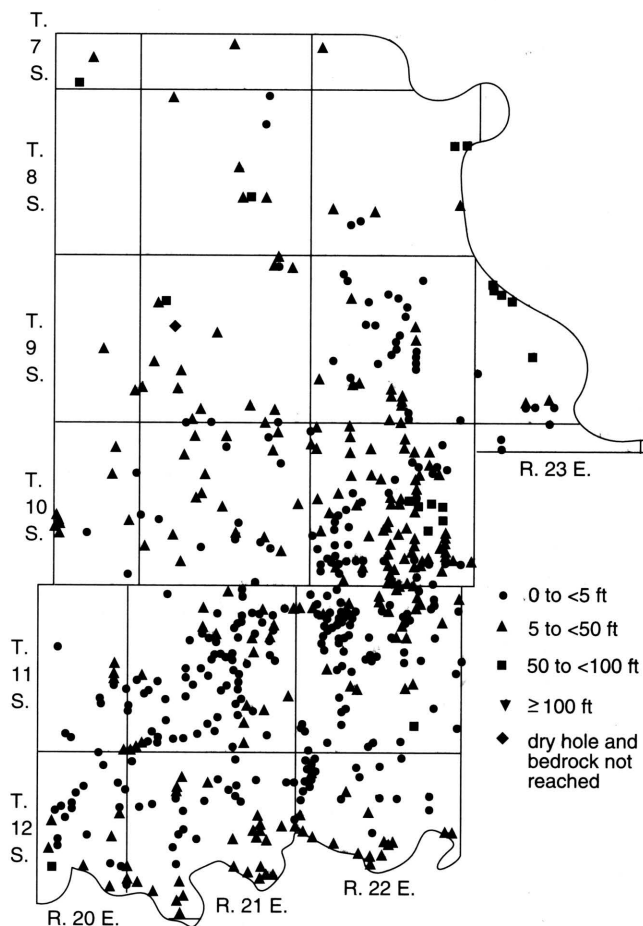 T.
7
S.
T.
8
S.
T.
9
S.
T.
10
S.
T.
11
S.
T.
12
S.
R. 23 E.
0 to <5 ft
5 to <50 ft
50 to <100 ft
≥ 100 ft
dry hole and
bedrock not
reached
R. 20 E.
R. 21 E.
R. 22 E.